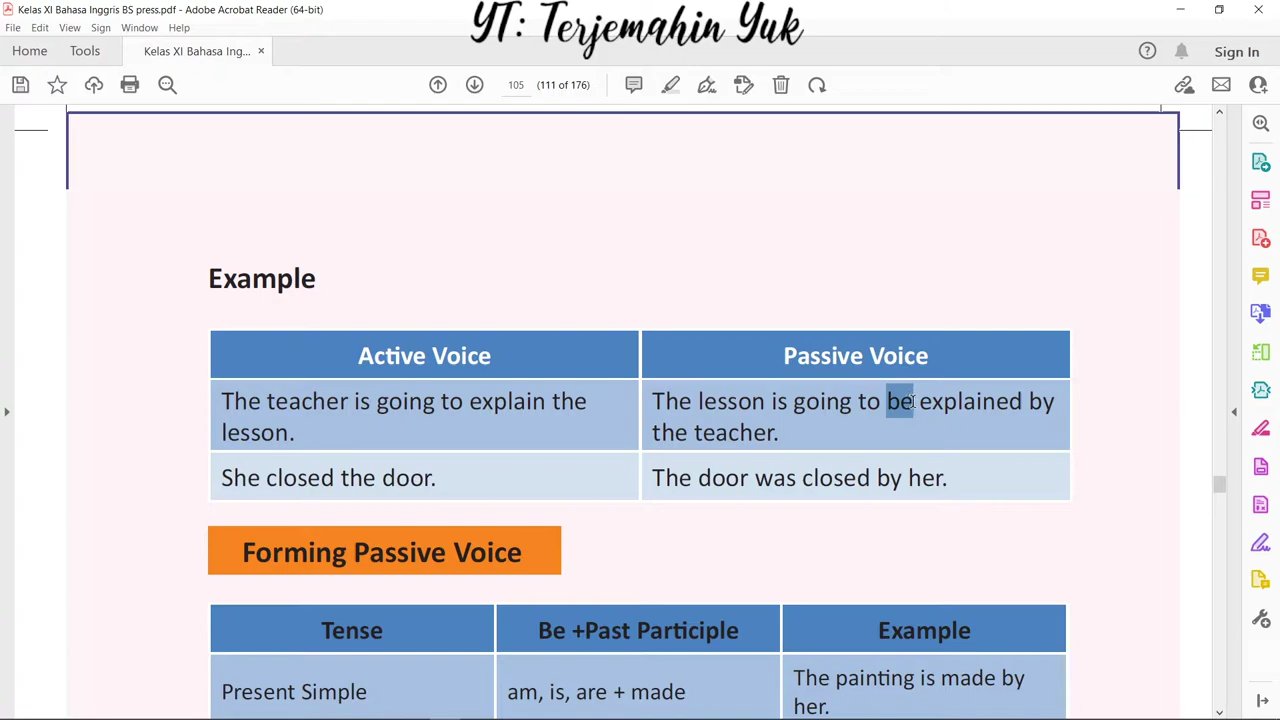 Kelas XI Bahasa Inggris BS press.pdf - Adobe Acrobat Reader (64-bit)
YT: Terjemahin Yuk
File Edit View Sign Window Help
Home Tools Kelas XI Bahasa Ing... × Sign In
105 (111 of 176)
Example
Active Voice Passive Voice
The teacher is going to explain the
lesson.
The lesson is going to be explained by
the teacher.
She closed the door. The door was closed by her.
Forming Passive Voice
Tense Be +Past Participle Example
Present Simple am, is, are + made
The painting is made by
her.